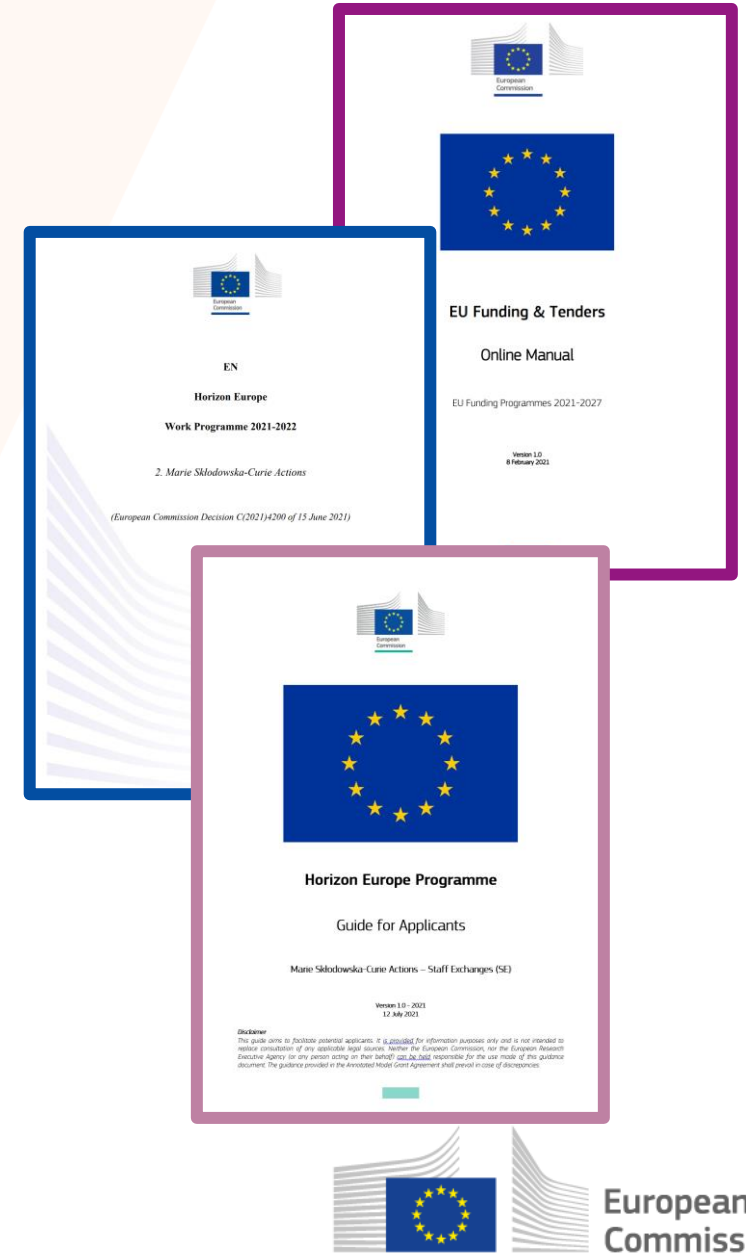 European
Commission
EU Funding & Tenders
Online Manual
EU Funding Programmes 2021-2027
Version 1.0
8 February 2021
European
Commission
EN
Horizon Europe
Work Programme 2021-2022
2. Marie Skłodowska-Curie Actions
(European Commission Decision C(2021)4200 of 15 June 2021)
European
Commission
Horizon Europe Programme
Guide for Applicants
Marie Skłodowska-Curie Actions – Staff Exchanges (SE)
Version 1.0 - 2021
12 July 2021
Disclaimer
This guide aims to facilitate potential applicants. It is provided for information purposes only and is not intended to
replace consultation of any applicable legal sources. Neither the European Commission, nor the European Research
Executive Agency (or any person acting on their behalf) can be held responsible for the use made of this guidance
document. The guidance provided in the Annotated Model Grant Agreement shall prevail in case of discrepancies.
European
Commiss